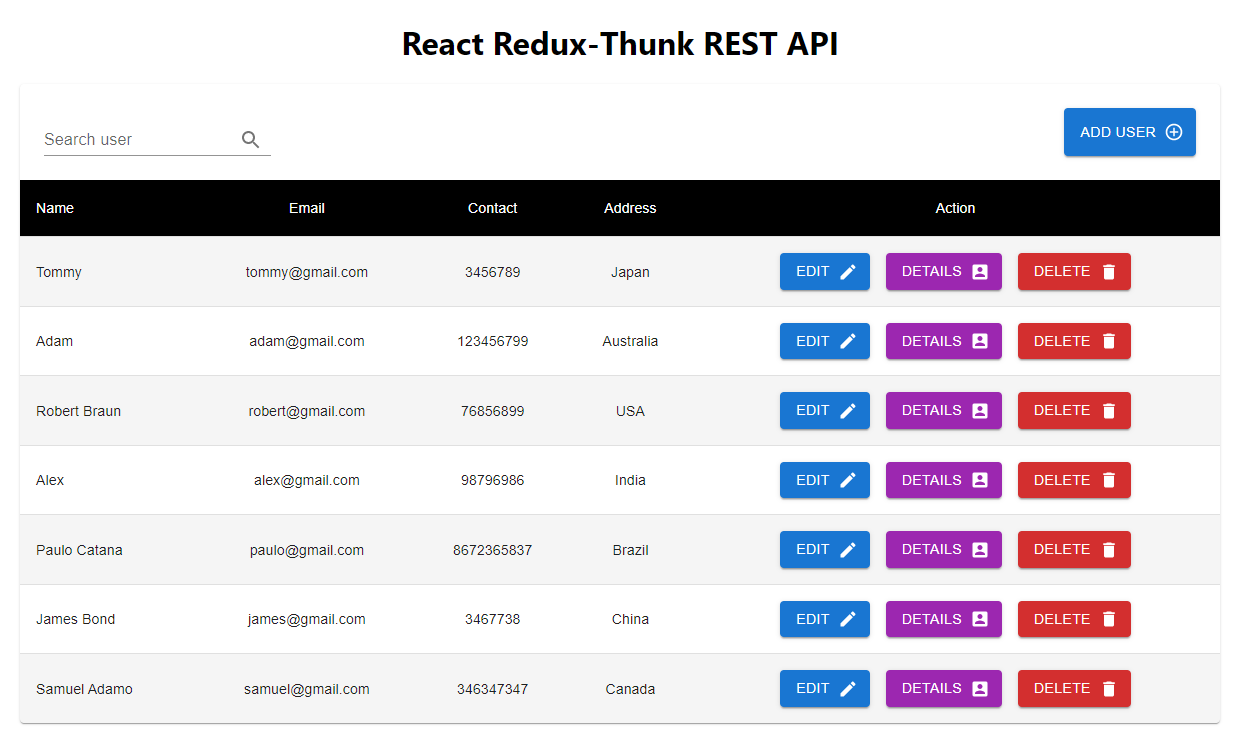 React Redux-Thunk REST API
Search user
ADD USER
Name Email Contact Address Action
Tommy tommy@gmail.com 3456789 Japan EDIT DETAILS DELETE
Adam adam@gmail.com 123456799 Australia EDIT DETAILS DELETE
Robert Braun robert@gmail.com 76856899 USA EDIT DETAILS DELETE
Alex alex@gmail.com 98796986 India EDIT DETAILS DELETE
Paulo Catana paulo@gmail.com 8672365837 Brazil EDIT DETAILS DELETE
James Bond james@gmail.com 3467738 China EDIT DETAILS DELETE
Samuel Adamo samuel@gmail.com 346347347 Canada EDIT DETAILS DELETE